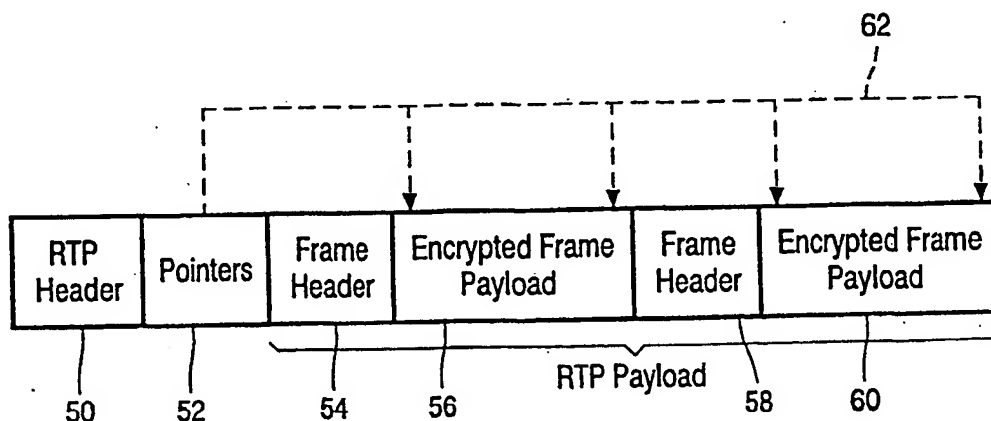 62
RTP
Header
Pointers
Frame
Header
Encrypted Frame
Payload
Frame
Header
Encrypted Frame
Payload
RTP Payload
50
52
54
56
58
60